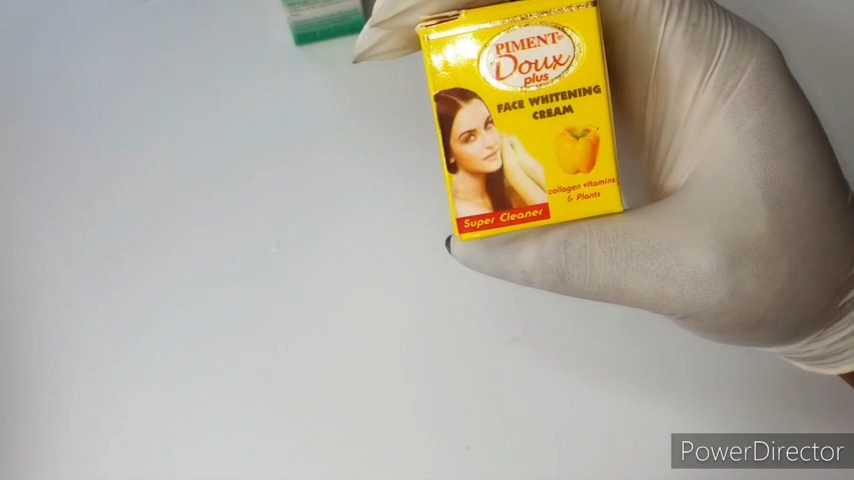 PIMENT
Doux
plus
FACE WHITENING
CREAM
collagen vitamins
& Plants
Super Cleaner
PowerDirector